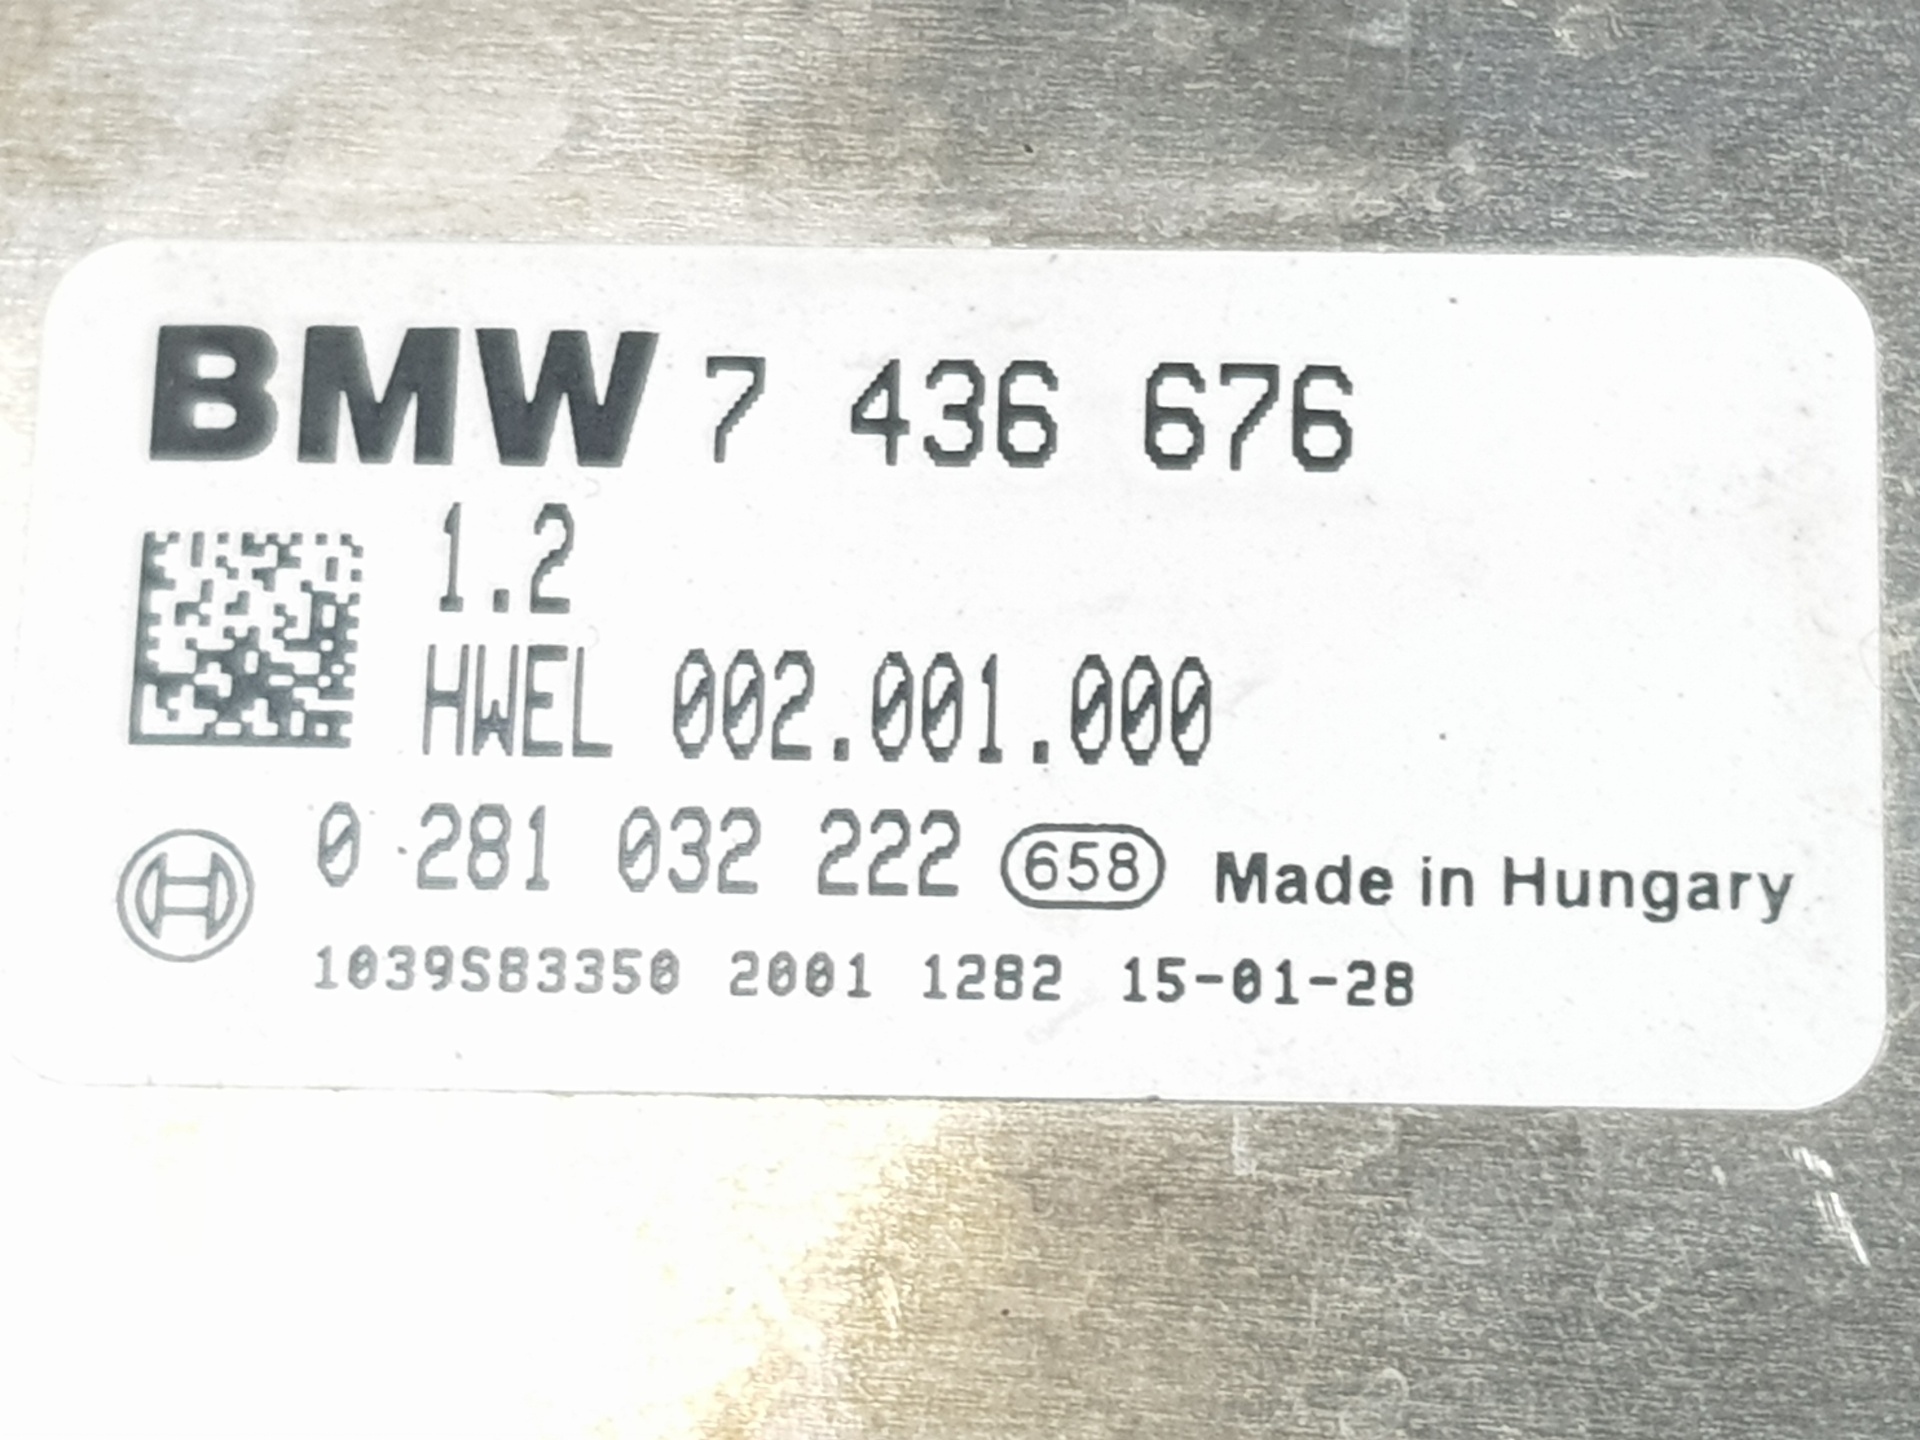 BMW 7 436 676
1.2
HWEL 002.001.000
0 281 032 222 658 Made in Hungary
1039S83350 2001 1282 15-01-28